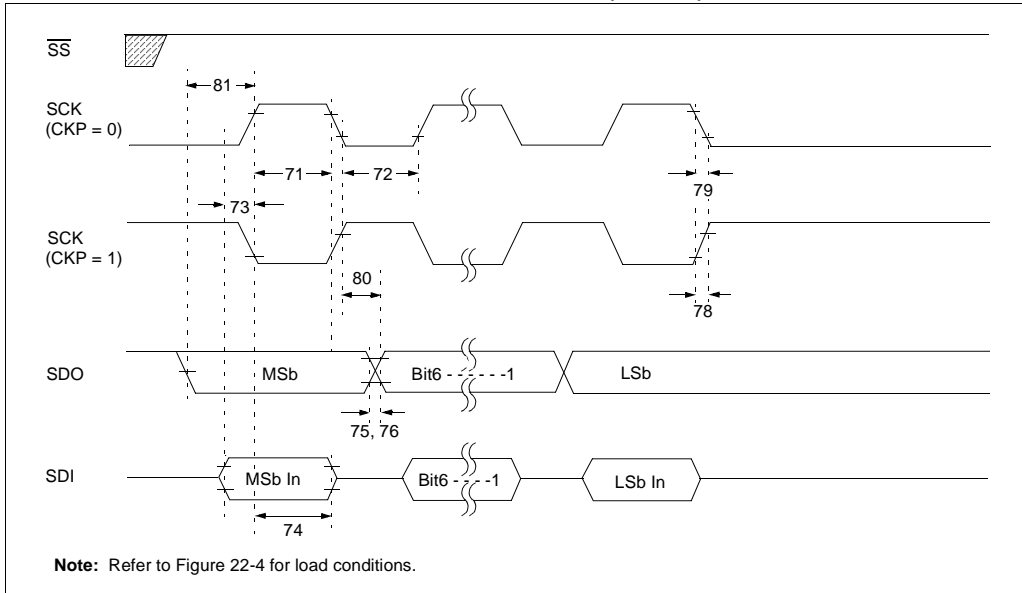 SS
81
SCK
(CKP = 0)
71
72
79
73
SCK
(CKP = 1)
80
78
SDO
MSb
Bit6 - - - - - -1
LSb
75, 76
SDI
MSb In
Bit6 - - - - -1
LSb In
74
Note: Refer to Figure 22-4 for load conditions.